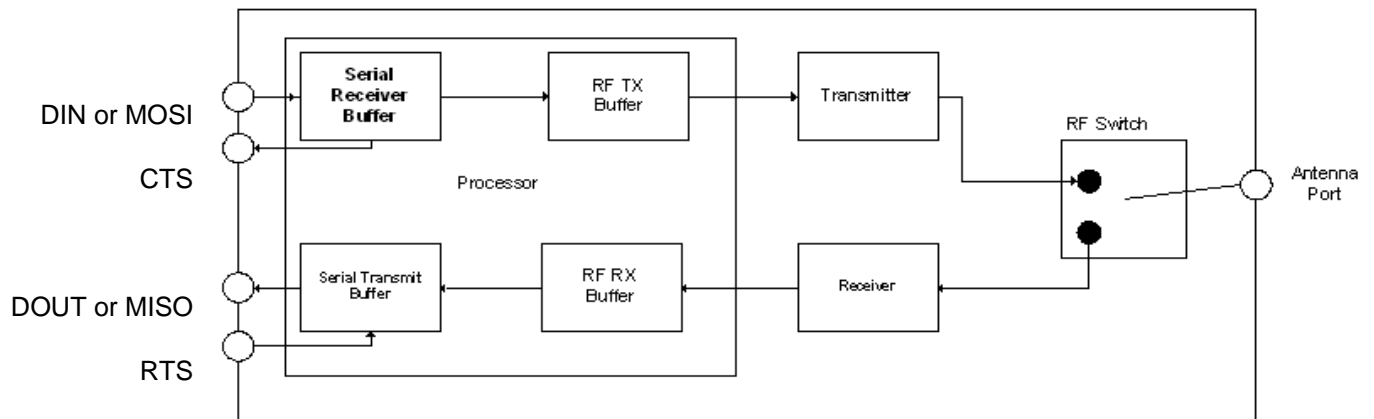 DIN or MOSI
CTS
DOUT or MISO
RTS
Serial
Receiver
Buffer
RF TX
Buffer
Transmitter
RF Switch
Antenna
Port
Processor
Serial Transmit
Buffer
RF RX
Buffer
Receiver